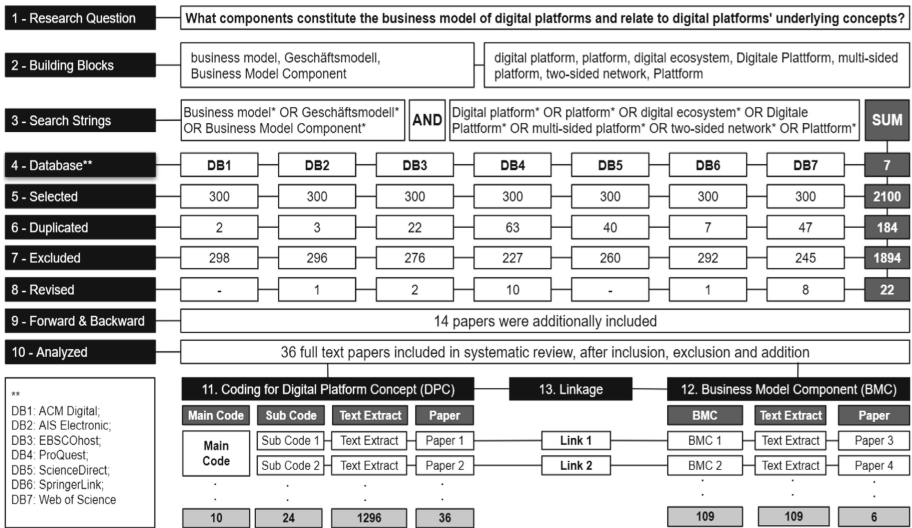 1 - Research Question
What components constitute the business model of digital platforms and relate to digital platforms' underlying concepts?
2 - Building Blocks
business model, Geschäftsmodell,
Business Model Component
digital platform, platform, digital ecosystem, Digitale Plattform, multi-sided
platform, two-sided network, Plattform
3 - Search Strings
Business model* OR Geschäftsmodell*
OR Business Model Component*
AND
Digital platform* OR platform* OR digital ecosystem* OR Digitale
Plattform* OR multi-sided platform* OR two-sided network* OR Plattform*
SUM
4 - Database** DB1 DB2 DB3 DB4 DB5 DB6 DB7 7
5 - Selected 300 300 300 300 300 300 300 2100
6 - Duplicated 2 3 22 63 40 7 47 184
7 - Excluded 298 296 276 227 260 292 245 1894
8 - Revised - 1 2 10 - 1 8 22
9 - Forward & Backward 14 papers were additionally included
10 - Analyzed 36 full text papers included in systematic review, after inclusion, exclusion and addition
**
DB1: ACM Digital;
DB2: AIS Electronic;
DB3: EBSCOhost;
DB4: ProQuest;
DB5: ScienceDirect;
DB6: SpringerLink;
DB7: Web of Science
11. Coding for Digital Platform Concept (DPC) 13. Linkage 12. Business Model Component (BMC)
Main Code Sub Code Text Extract Paper BMC Text Extract Paper
Main
Code
Sub Code 1 Text Extract Paper 1 Link 1 BMC 1 Text Extract Paper 3
Sub Code 2 Text Extract Paper 2 Link 2 BMC 2 Text Extract Paper 4
10 24 1296 36 109 109 6